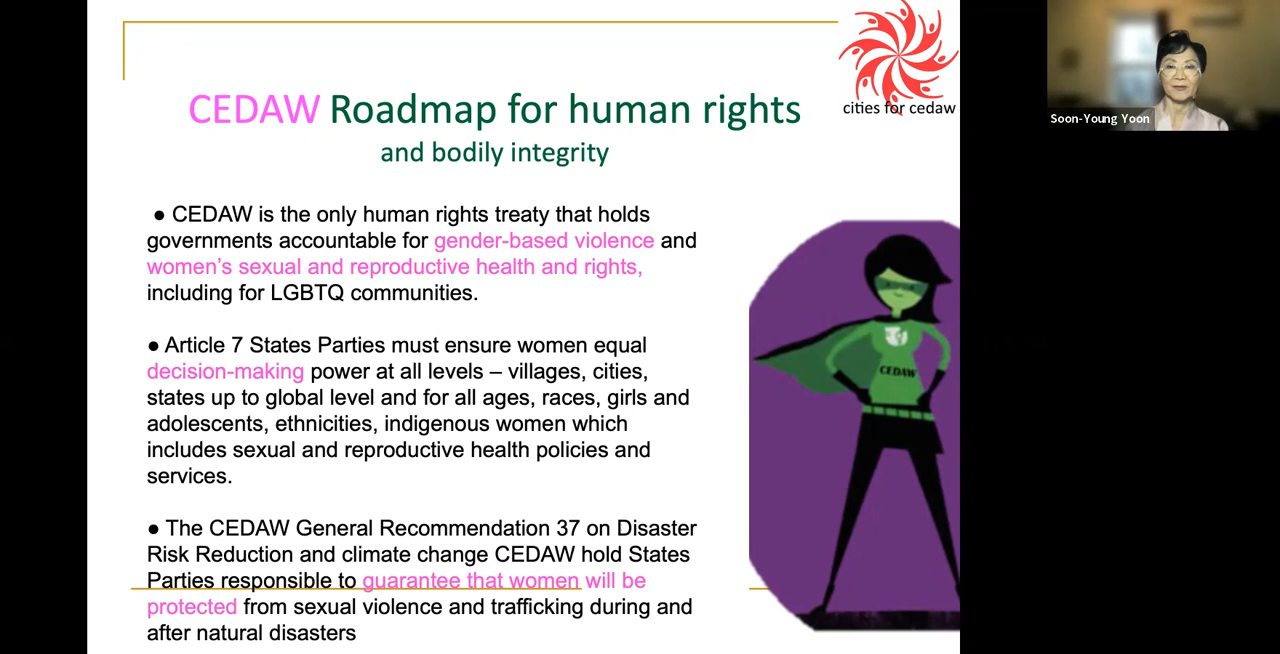 cities for cedaw
Soon-Young Yoon
CEDAW Roadmap for human rights
and bodily integrity
● CEDAW is the only human rights treaty that holds
governments accountable for gender-based violence and
women’s sexual and reproductive health and rights,
including for LGBTQ communities.
● Article 7 States Parties must ensure women equal
decision-making power at all levels – villages, cities,
states up to global level and for all ages, races, girls and
adolescents, ethnicities, indigenous women which
includes sexual and reproductive health policies and
services.
● The CEDAW General Recommendation 37 on Disaster
Risk Reduction and climate change CEDAW hold States
Parties responsible to guarantee that women will be
protected from sexual violence and trafficking during and
after natural disasters
CEDAW